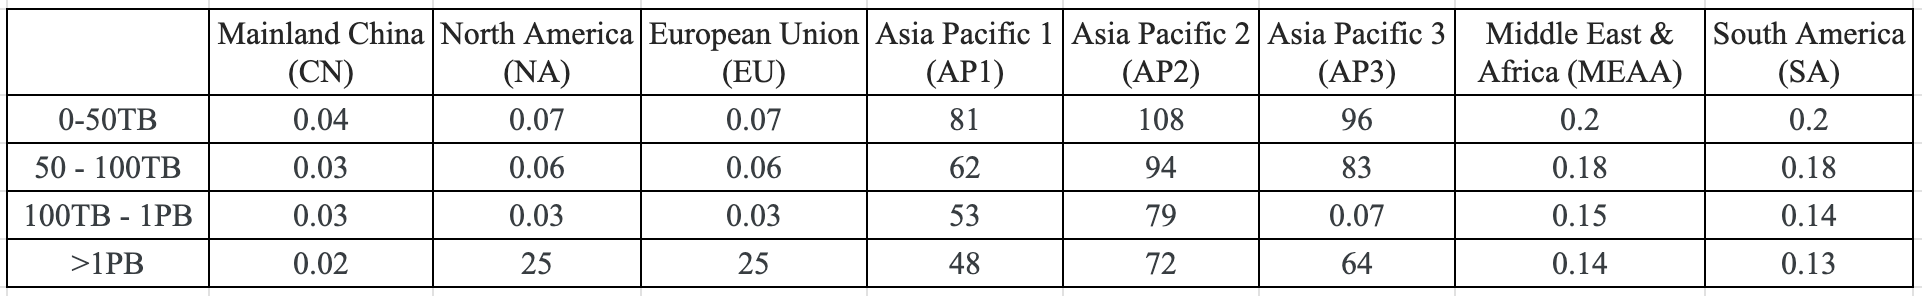 Mainland China (CN) North America (NA) European Union (EU) Asia Pacific 1 (AP1) Asia Pacific 2 (AP2) Asia Pacific 3 (AP3) Middle East & Africa (MEAA) South America (SA)
0-50TB 0.04 0.07 0.07 81 108 96 0.2 0.2
50 - 100TB 0.03 0.06 0.06 62 94 83 0.18 0.18
100TB - 1PB 0.03 0.03 0.03 53 79 0.07 0.15 0.14
>1PB 0.02 25 25 48 72 64 0.14 0.13